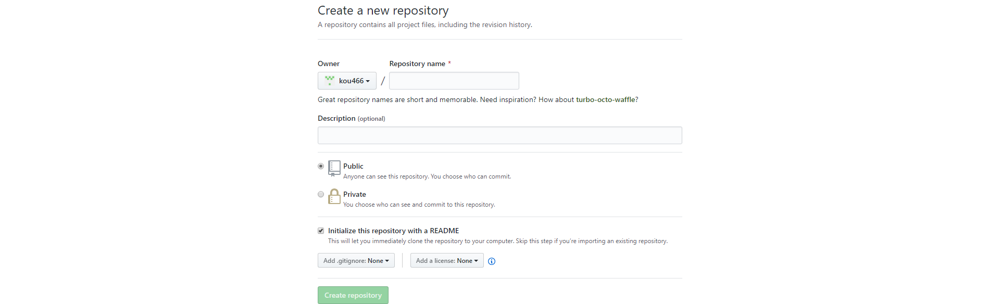 Create a new repository
A repository contains all project files, including the revision history.
Owner Repository name *
kou466 /
Great repository names are short and memorable. Need inspiration? How about turbo-octo-waffle?
Description (optional)
Public
Anyone can see this repository. You choose who can commit.
Private
You choose who can see and commit to this repository.
Initialize this repository with a README
This will let you immediately clone the repository to your computer. Skip this step if you're importing an existing repository.
Add .gitignore: None Add a license: None
Create repository